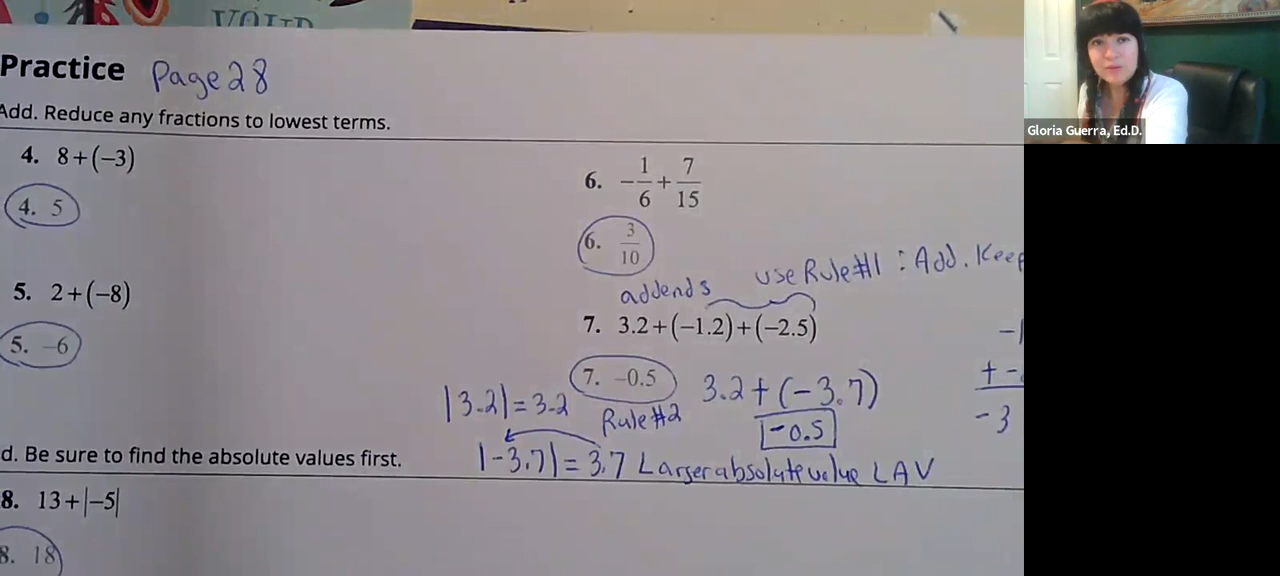 VOLUD
Practice Page 28
Add. Reduce any fractions to lowest terms.
4. 8+(−3)
4. 5
5. 2+(−8)
5. −6
6. −1/6+7/15
6. 3/10
addends use Rule#1 : Add. Keep
7. 3.2+(−1.2)+(−2.5)
7. −0.5
3.2+(−3.7)
−0.5
|3.2|=3.2
Rule#2
|−3.7|=3.7 Larger absolute value LAV
+ -
-3
d. Be sure to find the absolute values first.
8. 13+|−5|
8. 18
Gloria Guerra, Ed.D.